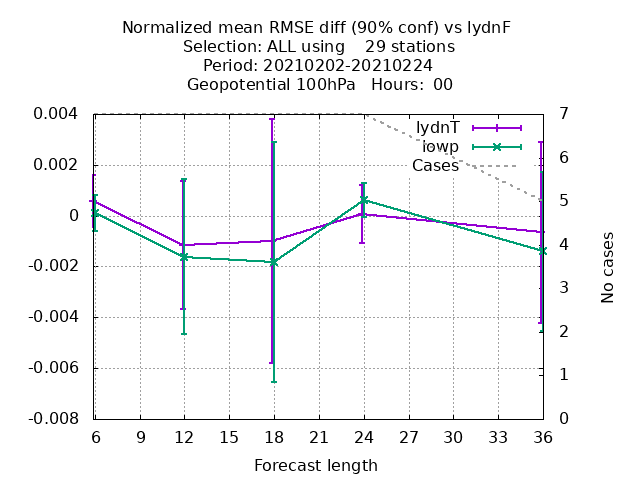 Normalized mean RMSE diff (90% conf) vs lydnF
Selection: ALL using    29 stations
Period: 20210202-20210224
Geopotential 100hPa   Hours:  00
lydnT
iowp
Cases
0.004
0.002
0
-0.002
-0.004
-0.006
-0.008
7
6
5
4
3
2
1
0
No cases
6 9 12 15 18 21 24 27 30 33 36
Forecast length